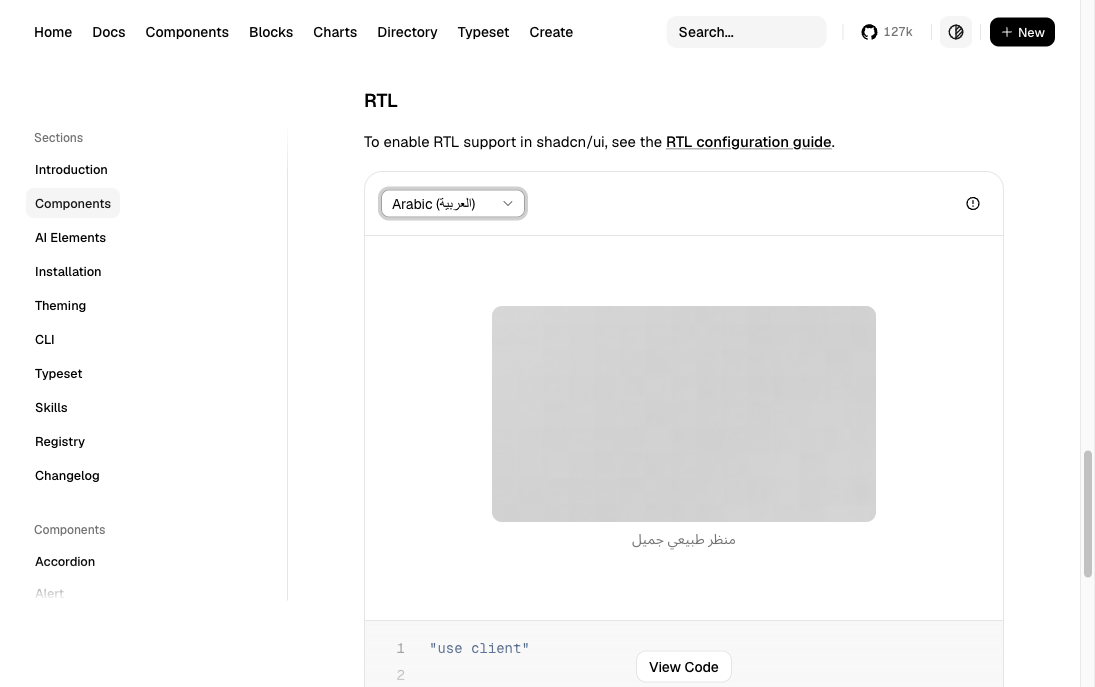 Home Docs Components Blocks Charts Directory Typeset Create Search... 127k New
RTL
To enable RTL support in shadcn/ui, see the RTL configuration guide.
Sections
Introduction
Components
AI Elements
Installation
Theming
CLI
Typeset
Skills
Registry
Changelog
Components
Accordion
Alert
Arabic (العربية)
منظر طبيعي جميل
1 "use client"
2
View Code